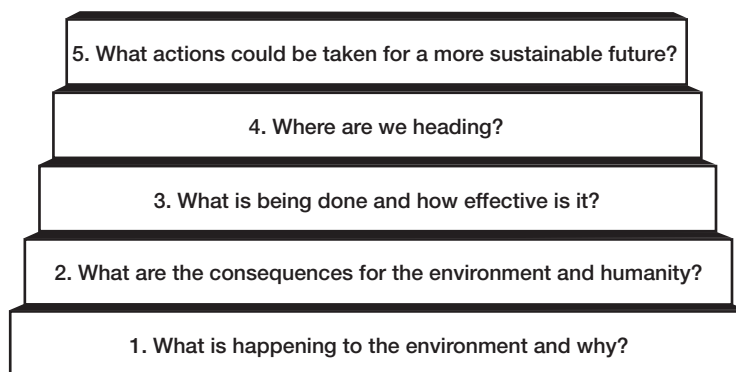 5. What actions could be taken for a more sustainable future?
4. Where are we heading?
3. What is being done and how effective is it?
2. What are the consequences for the environment and humanity?
1. What is happening to the environment and why?